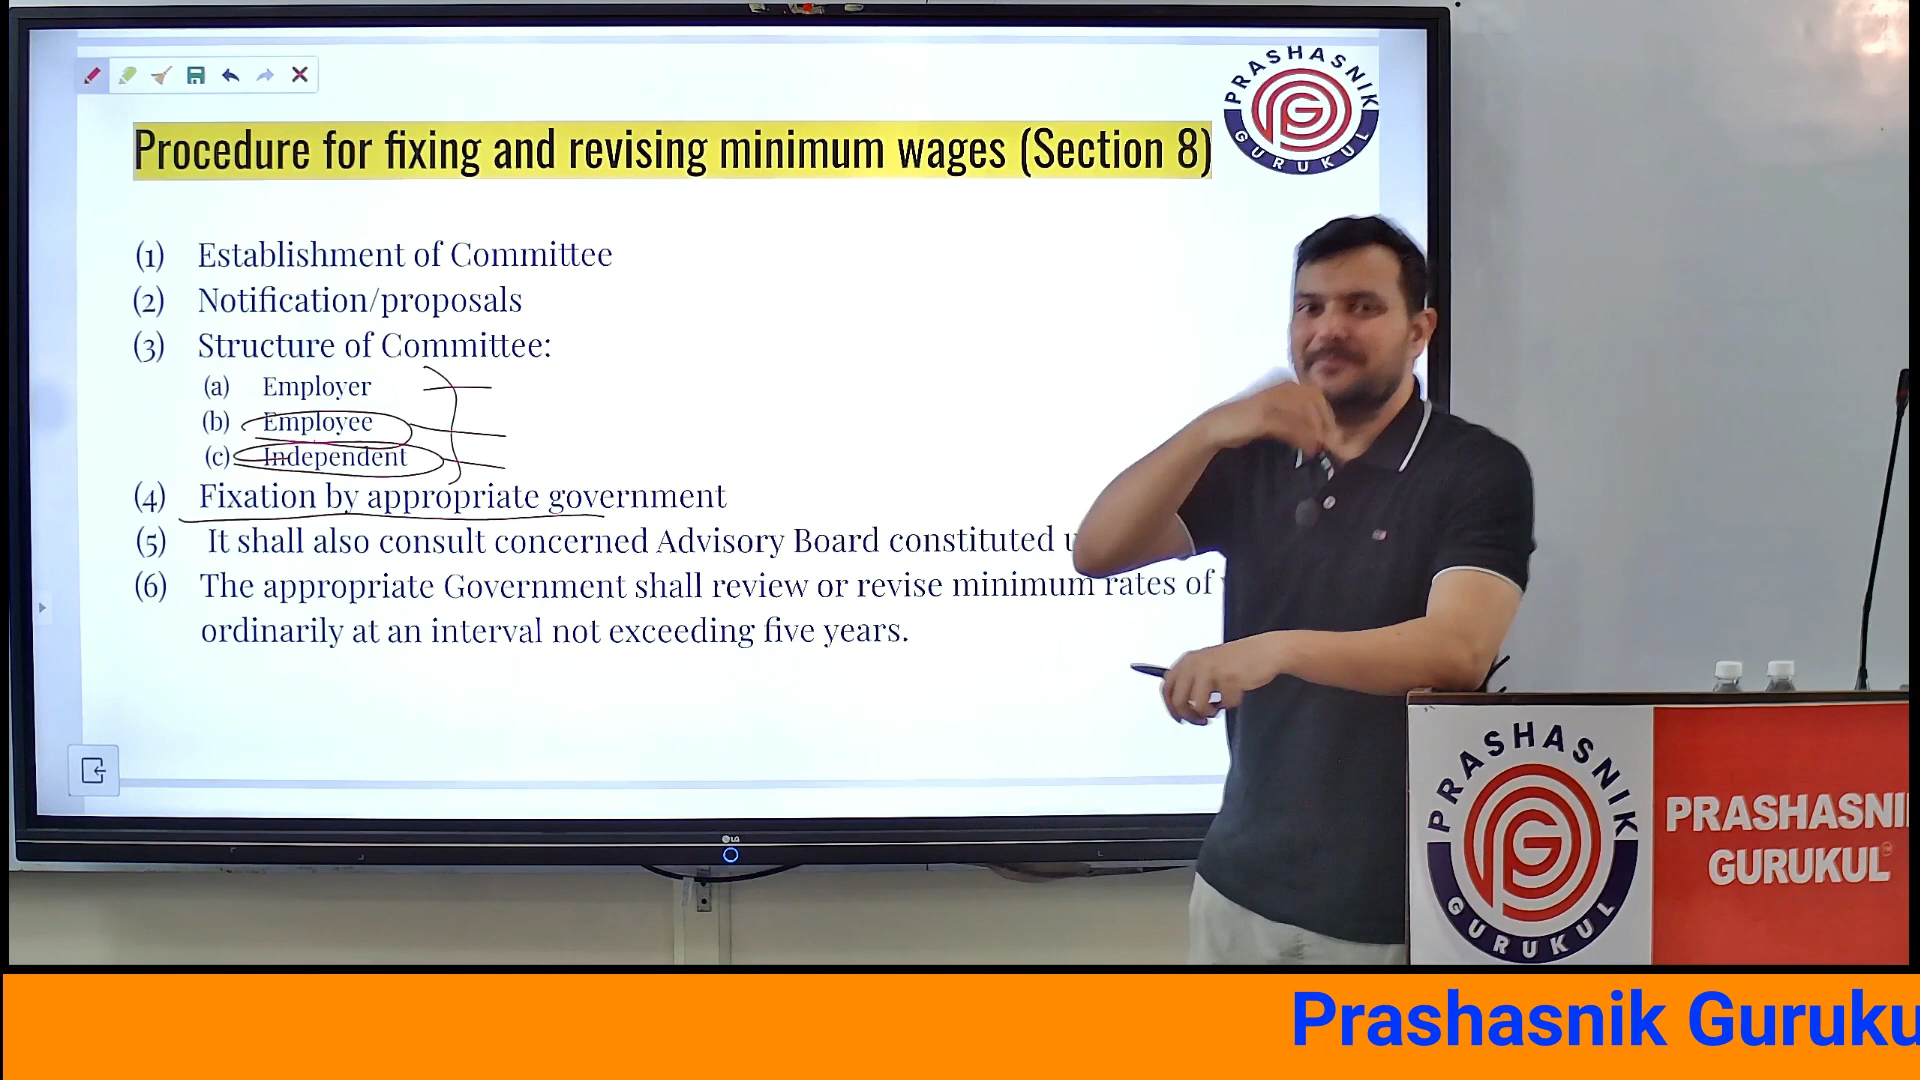 Procedure for fixing and revising minimum wages (Section 8)
PRASHASNIK
GURUKUL
(1) Establishment of Committee
(2) Notification/proposals
(3) Structure of Committee:
(a) Employer
(b) Employee
(c) Independent
(4) Fixation by appropriate government
(5) It shall also consult concerned Advisory Board constituted
(6) The appropriate Government shall review or revise minimum rates of
ordinarily at an interval not exceeding five years.
LG
PRASHASNIK
GURUKUL
PRASHASNI
GURUKUL
Prashasnik Guruku